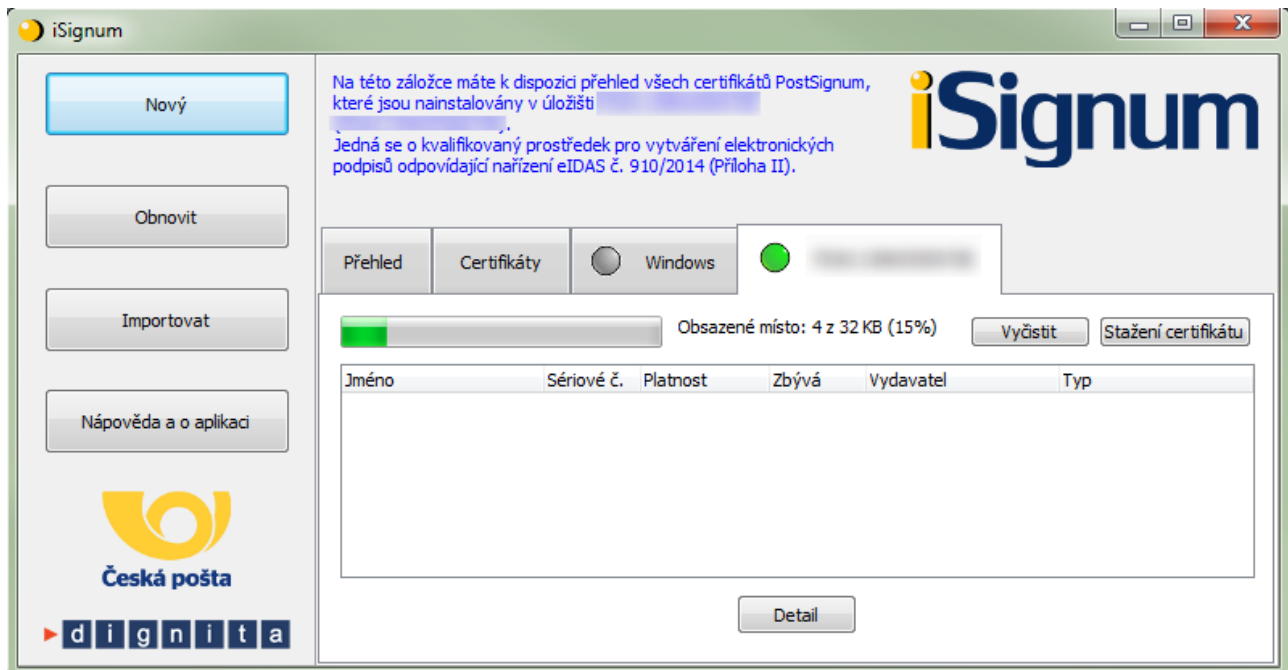 iSignum
Nový
Obnovit
Importovat
Nápověda a o aplikaci
Česká pošta
dignita
Na této záložce máte k dispozici přehled všech certifikátů PostSignum,
které jsou nainstalovány v úložišti
Jedná se o kvalifikovaný prostředek pro vytváření elektronických
podpisů odpovídající nařízení eIDAS č. 910/2014 (Příloha II).
iSignum
Přehled Certifikáty Windows
Obsazené místo: 4 z 32 KB (15%) Vyčistit Stažení certifikátu
Jméno Sériové č. Platnost Zbývá Vydavatel Typ
Detail